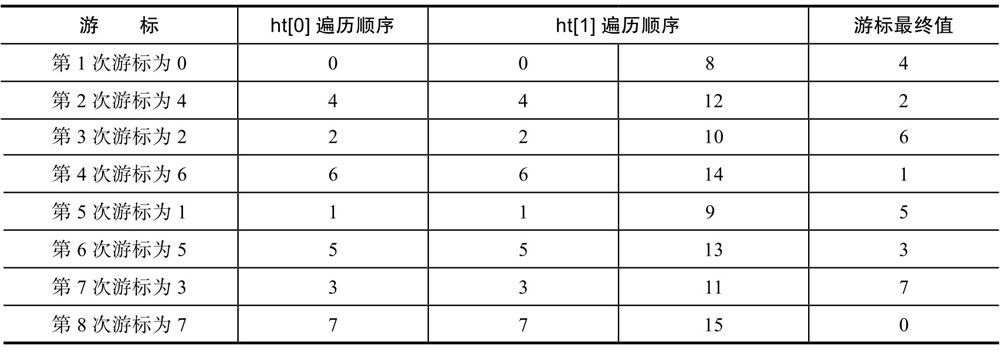 游 标 ht[0] 遍历顺序 ht[1] 遍历顺序 游标最终值
第 1 次游标为 0 0 0 8 4
第 2 次游标为 4 4 4 12 2
第 3 次游标为 2 2 2 10 6
第 4 次游标为 6 6 6 14 1
第 5 次游标为 1 1 1 9 5
第 6 次游标为 5 5 5 13 3
第 7 次游标为 3 3 3 11 7
第 8 次游标为 7 7 7 15 0